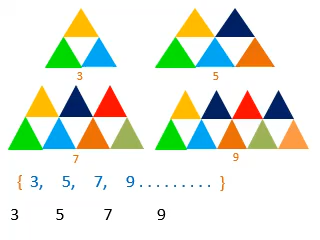 3
5
7
9
{ 3, 5, 7, 9......... }
3 5 7 9